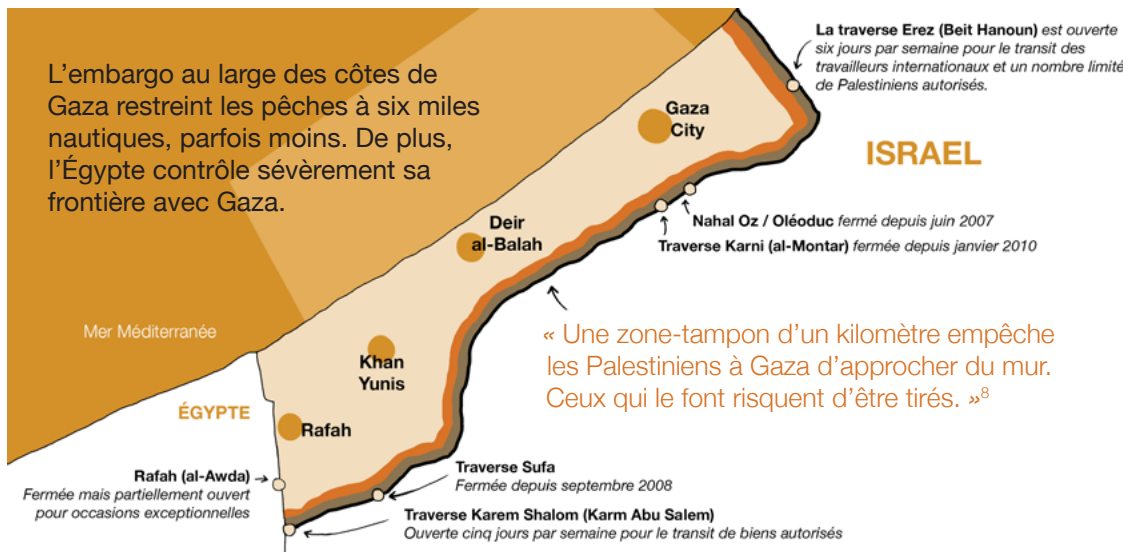 La traverse Erez (Beit Hanoun) est ouverte
six jours par semaine pour le transit des
travailleurs internationaux et un nombre limité
de Palestiniens autorisés.
L’embargo au large des côtes de
Gaza restreint les pêches à six miles
nautiques, parfois moins. De plus,
l’Égypte contrôle sévèrement sa
frontière avec Gaza.
Gaza
City
ISRAEL
Nahal Oz / Oléoduc fermé depuis juin 2007
Traverse Karni (al-Montar) fermée depuis janvier 2010
Deir
al-Balah
Mer Méditerranée
« Une zone-tampon d’un kilomètre empêche
les Palestiniens à Gaza d’approcher du mur.
Ceux qui le font risquent d’être tirés. »8
Khan
Yunis
ÉGYPTE
Rafah
Rafah (al-Awda)
Fermée mais partiellement ouvert
pour occasions exceptionnelles
Traverse Sufa
Fermée depuis septembre 2008
Traverse Karem Shalom (Karm Abu Salem)
Ouverte cinq jours par semaine pour le transit de biens autorisés